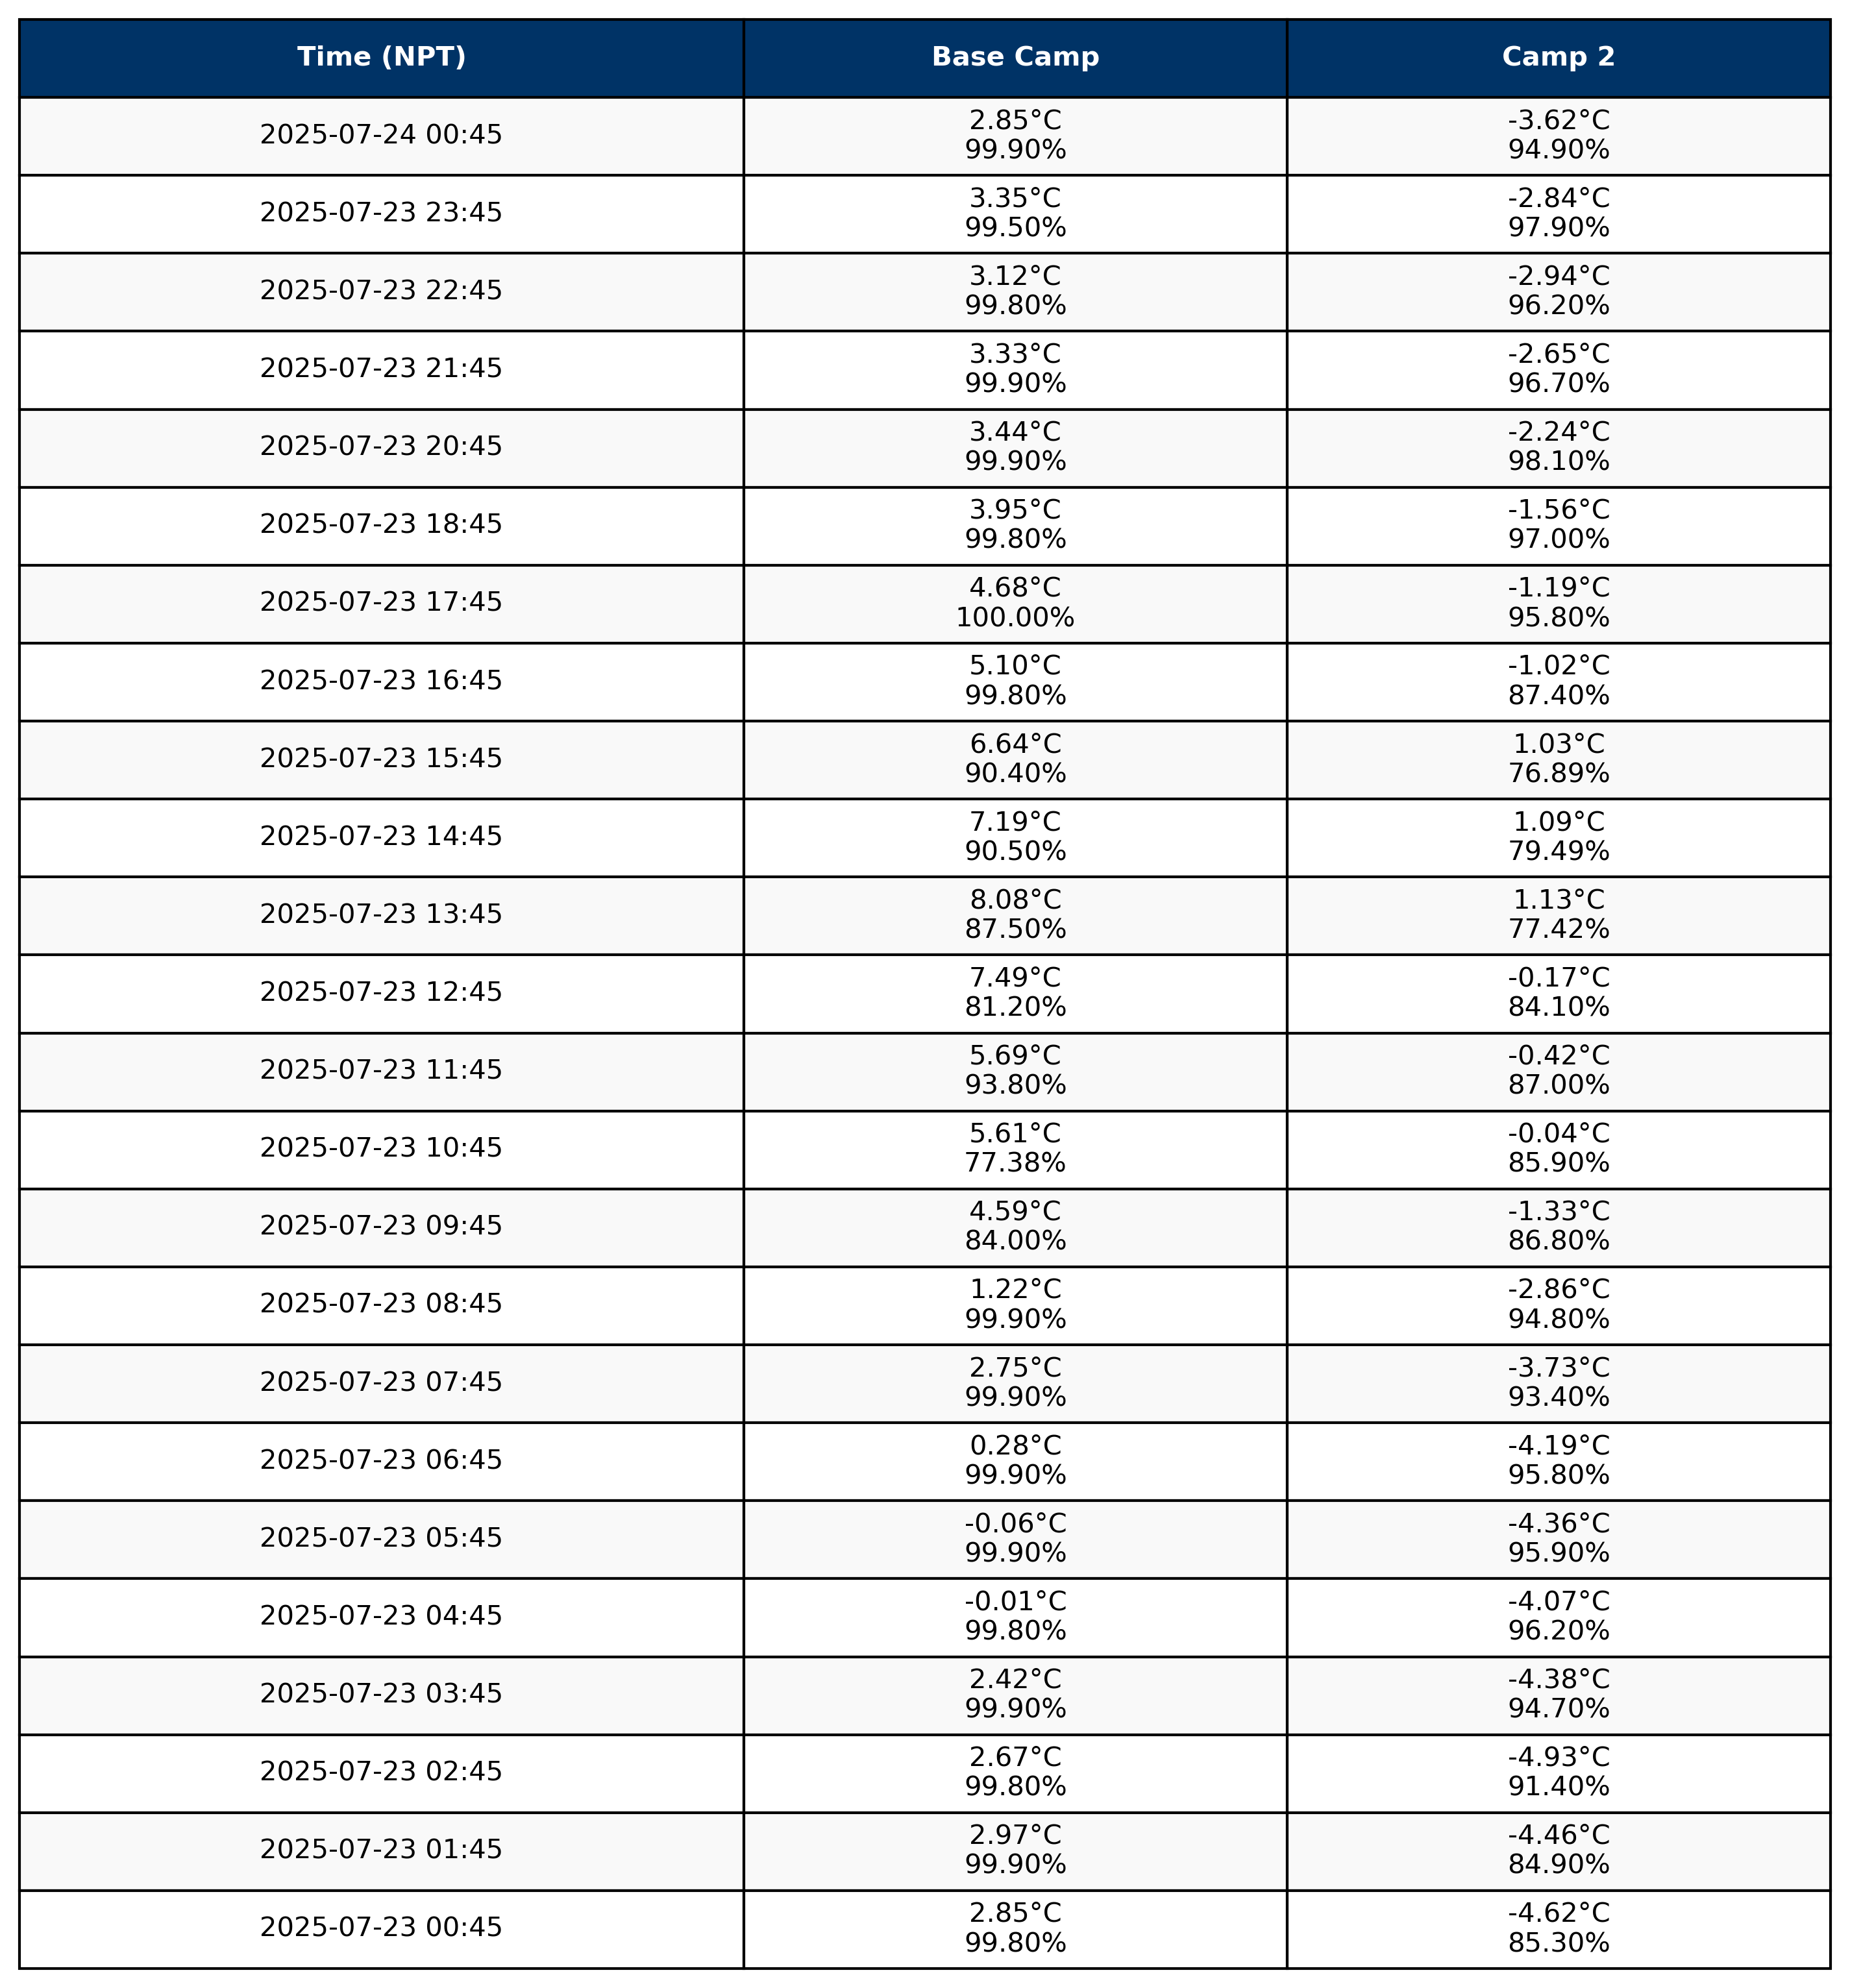 Time (NPT) Base Camp Camp 2
2025-07-24 00:45 2.85°C -3.62°C
99.90% 94.90%
2025-07-23 23:45 3.35°C -2.84°C
99.50% 97.90%
2025-07-23 22:45 3.12°C -2.94°C
99.80% 96.20%
2025-07-23 21:45 3.33°C -2.65°C
99.90% 96.70%
2025-07-23 20:45 3.44°C -2.24°C
99.90% 98.10%
2025-07-23 18:45 3.95°C -1.56°C
99.80% 97.00%
2025-07-23 17:45 4.68°C -1.19°C
100.00% 95.80%
2025-07-23 16:45 5.10°C -1.02°C
99.80% 87.40%
2025-07-23 15:45 6.64°C 1.03°C
90.40% 76.89%
2025-07-23 14:45 7.19°C 1.09°C
90.50% 79.49%
2025-07-23 13:45 8.08°C 1.13°C
87.50% 77.42%
2025-07-23 12:45 7.49°C -0.17°C
81.20% 84.10%
2025-07-23 11:45 5.69°C -0.42°C
93.80% 87.00%
2025-07-23 10:45 5.61°C -0.04°C
77.38% 85.90%
2025-07-23 09:45 4.59°C -1.33°C
84.00% 86.80%
2025-07-23 08:45 1.22°C -2.86°C
99.90% 94.80%
2025-07-23 07:45 2.75°C -3.73°C
99.90% 93.40%
2025-07-23 06:45 0.28°C -4.19°C
99.90% 95.80%
2025-07-23 05:45 -0.06°C -4.36°C
99.90% 95.90%
2025-07-23 04:45 -0.01°C -4.07°C
99.80% 96.20%
2025-07-23 03:45 2.42°C -4.38°C
99.90% 94.70%
2025-07-23 02:45 2.67°C -4.93°C
99.80% 91.40%
2025-07-23 01:45 2.97°C -4.46°C
99.90% 84.90%
2025-07-23 00:45 2.85°C -4.62°C
99.80% 85.30%